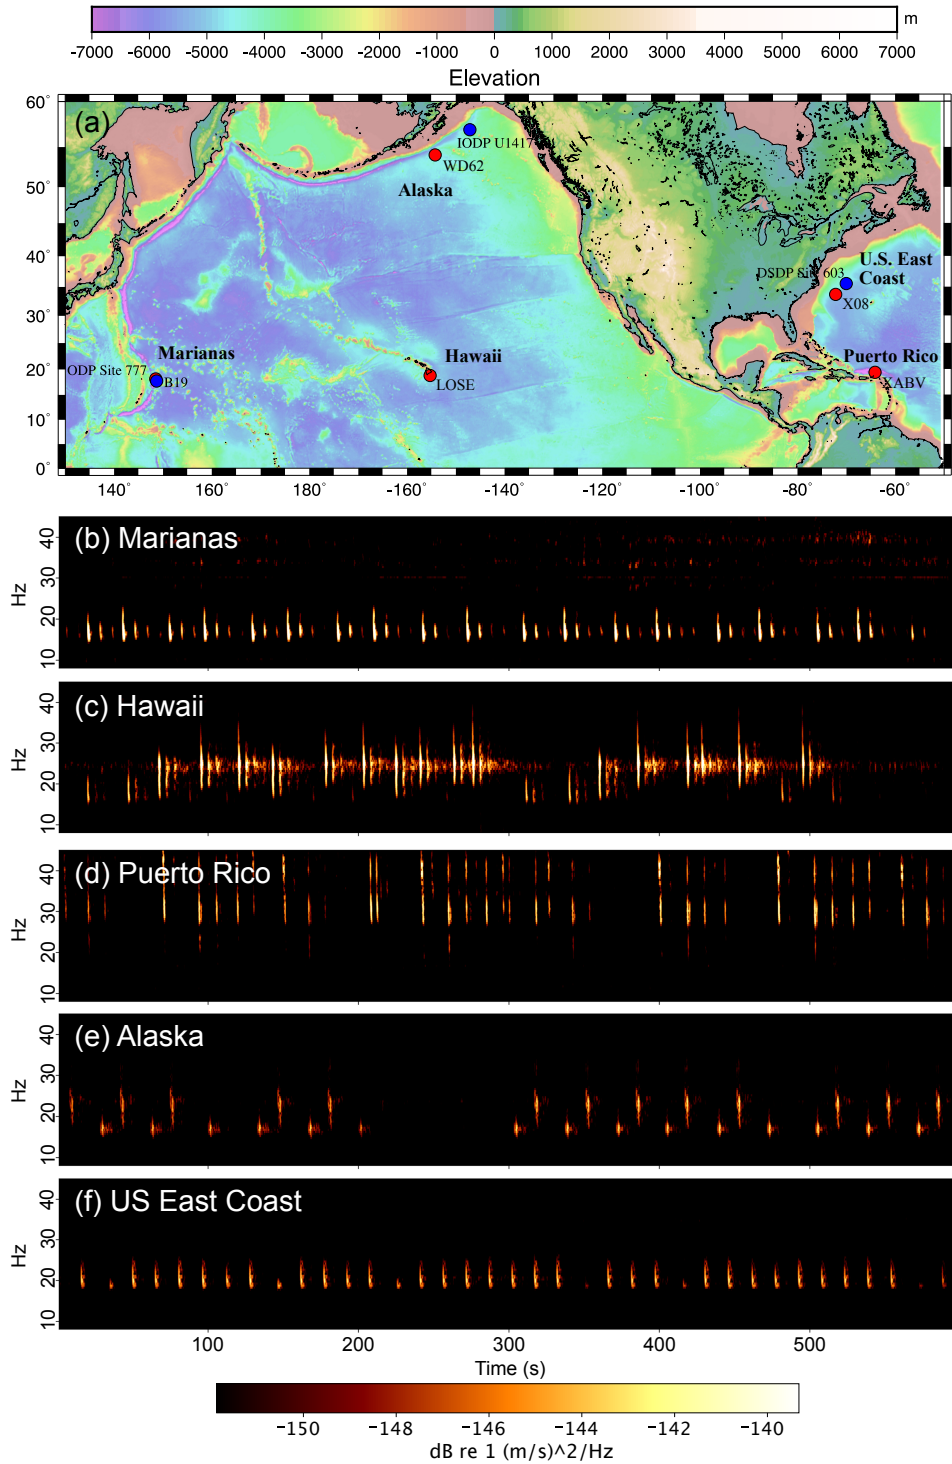 m
-7000 -6000 -5000 -4000 -3000 -2000 -1000 0 1000 2000 3000 4000 5000 6000 7000
Elevation
60°
(a)
IODP U1417
WD62
50°
Alaska
40°
U.S. East
Coast
DSDP Site 603
X08
30°
Marianas
Hawaii
Puerto Rico
20°
ODP Site 777
B19
LOSE
XABV
10°
0°
140° 160° 180° -160° -140° -120° -100° -80° -60°
(b) Marianas
40
30
20
10
Hz
(c) Hawaii
40
30
20
10
Hz
(d) Puerto Rico
40
30
20
10
Hz
(e) Alaska
40
30
20
10
Hz
(f) US East Coast
40
30
20
10
Hz
100 200 300 400 500
Time (s)
−150 −148 −146 −144 −142 −140
dB re 1 (m/s)^2/Hz